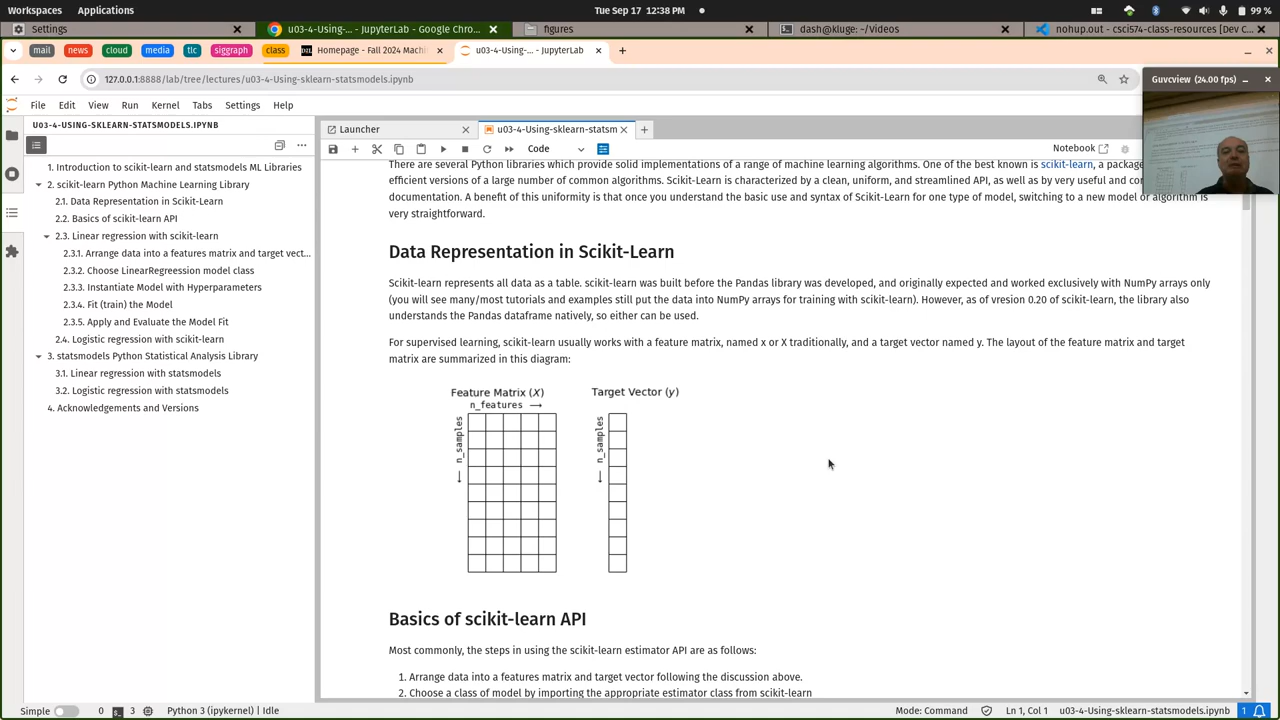 Workspaces Applications Tue Sep 17 12:38 PM 99 %
Settings u03-4-Using-... - JupyterLab - Google Chro... figures dash@kluge: ~/Videos nohup.out - csci574-class-resources [Dev C...
mail news cloud media tlc siggraph class Homepage - Fall 2024 Machi u03-4-Using-... - JupyterLab
127.0.0.1:8888/lab/tree/lectures/u03-4-Using-sklearn-statsmodels.ipynb
Guvcview (24.00 fps)
File Edit View Run Kernel Tabs Settings Help
U03-4-USING-SKLEARN-STATSMODELS.IPYNB
1. Introduction to scikit-learn and statsmodels ML Libraries
2. scikit-learn Python Machine Learning Library
2.1. Data Representation in Scikit-Learn
2.2. Basics of scikit-learn API
2.3. Linear regression with scikit-learn
2.3.1. Arrange data into a features matrix and target vect...
2.3.2. Choose LinearRegreession model class
2.3.3. Instantiate Model with Hyperparameters
2.3.4. Fit (train) the Model
2.3.5. Apply and Evaluate the Model Fit
2.4. Logistic regression with scikit-learn
3. statsmodels Python Statistical Analysis Library
3.1. Linear regression with statsmodels
3.2. Logistic regression with statsmodels
4. Acknowledgements and Versions
Launcher u03-4-Using-sklearn-statsm
Code Notebook Python 3 (ipykernel)
There are several Python libraries which provide solid implementations of a range of machine learning algorithms. One of the best known is scikit-learn, a packag
efficient versions of a large number of common algorithms. Scikit-Learn is characterized by a clean, uniform, and streamlined API, as well as by very useful and co
documentation. A benefit of this uniformity is that once you understand the basic use and syntax of Scikit-Learn for one type of model, switching to a new model or algorithm is
very straightforward.
Data Representation in Scikit-Learn
Scikit-learn represents all data as a table. scikit-learn was built before the Pandas library was developed, and originally expected and worked exclusively with NumPy arrays only
(you will see many/most tutorials and examples still put the data into NumPy arrays for training with scikit-learn). However, as of vresion 0.20 of scikit-learn, the library also
understands the Pandas dataframe natively, so either can be used.
For supervised learning, scikit-learn usually works with a feature matrix, named x or X traditionally, and a target vector named y. The layout of the feature matrix and target
matrix are summarized in this diagram:
Feature Matrix (X) Target Vector (y)
n_features →
← n_samples
← n_samples
Basics of scikit-learn API
Most commonly, the steps in using the scikit-learn estimator API are as follows:
1. Arrange data into a features matrix and target vector following the discussion above.
2. Choose a class of model by importing the appropriate estimator class from scikit-learn
Simple 0 3 Python 3 (ipykernel) | Idle Mode: Command Ln 1, Col 1 u03-4-Using-sklearn-statsmodels.ipynb 1